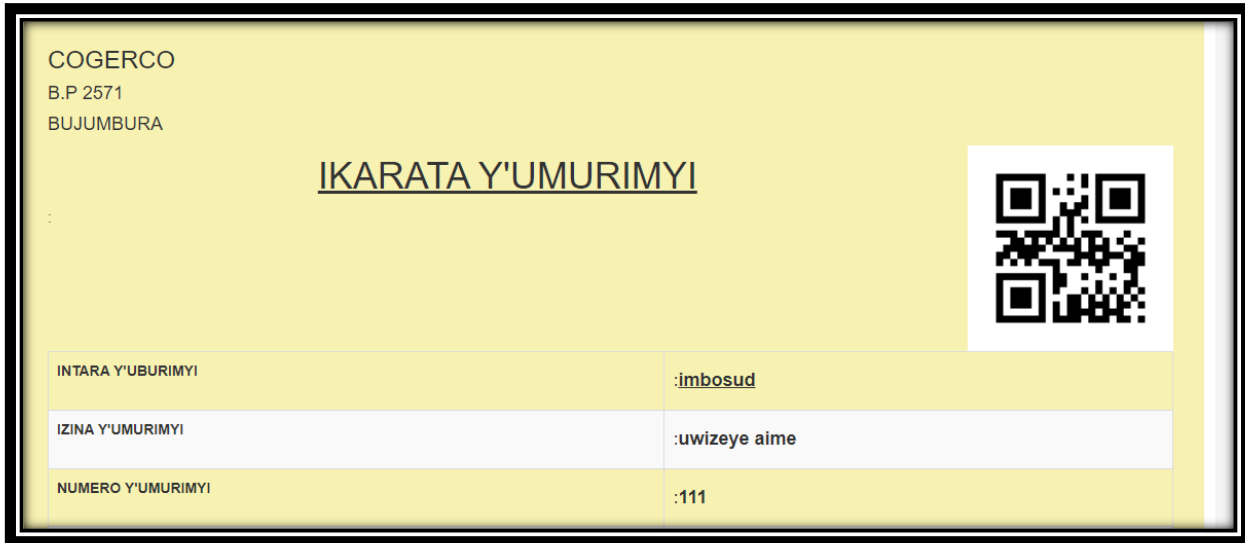 COGERCO
B.P 2571
BUJUMBURA
IKARATA Y'UMURIMYI
:
INTARA Y'UBURIMYI :imbosud
IZINA Y'UMURIMYI :uwizeye aime
NUMERO Y'UMURIMYI :111